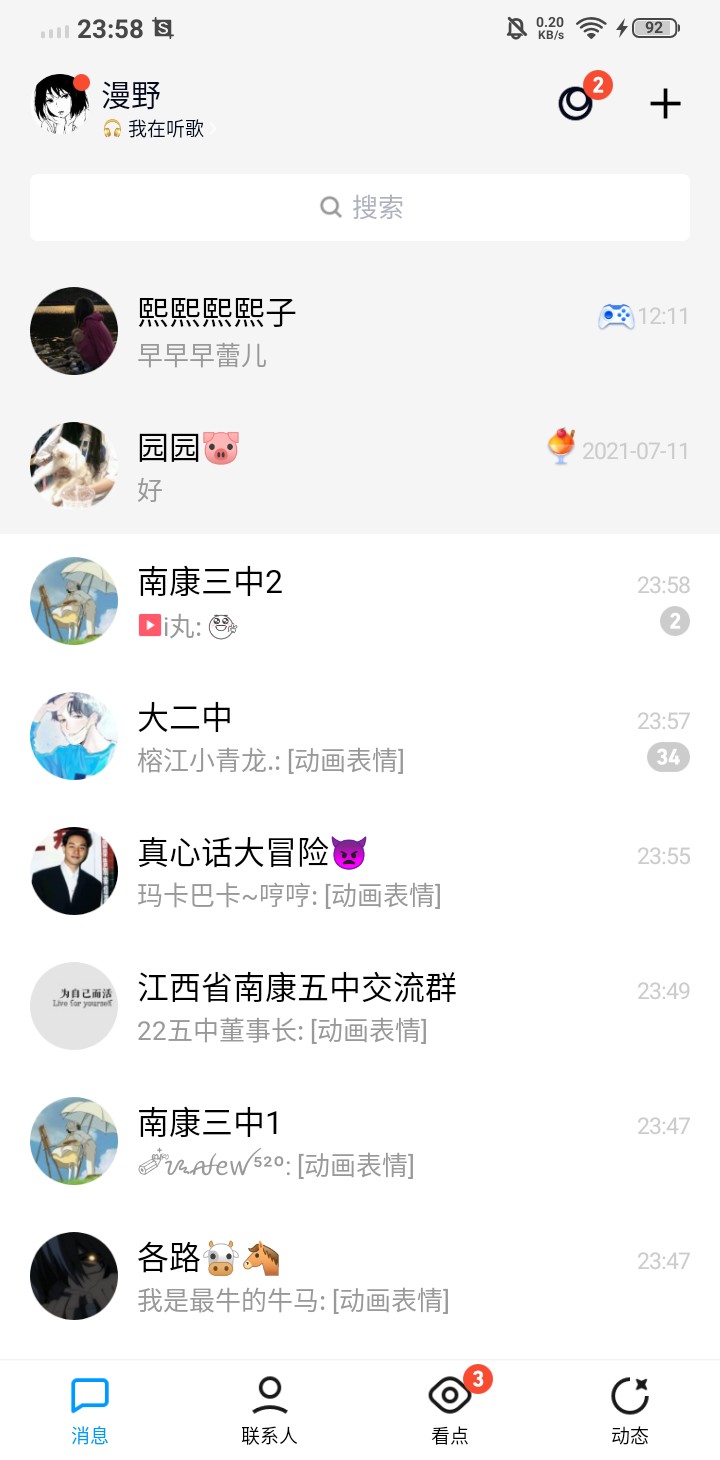 23:58
0.20
KB/s
92
漫野
2
我在听歌
搜索
熙熙熙熙子
12:11
早早早蕾儿
园园🐷
2021-07-11
好
南康三中2
23:58
i丸:
2
大二中
23:57
榕江小青龙.: [动画表情]
34
真心话大冒险👿
23:55
玛卡巴卡~哼哼: [动画表情]
为自己而活
Live for yourself
江西省南康五中交流群
23:49
22五中董事长: [动画表情]
南康三中1
23:47
⁵²⁰: [动画表情]
各路🐮🐴
23:47
我是最牛的牛马: [动画表情]
3
消息
联系人
看点
动态